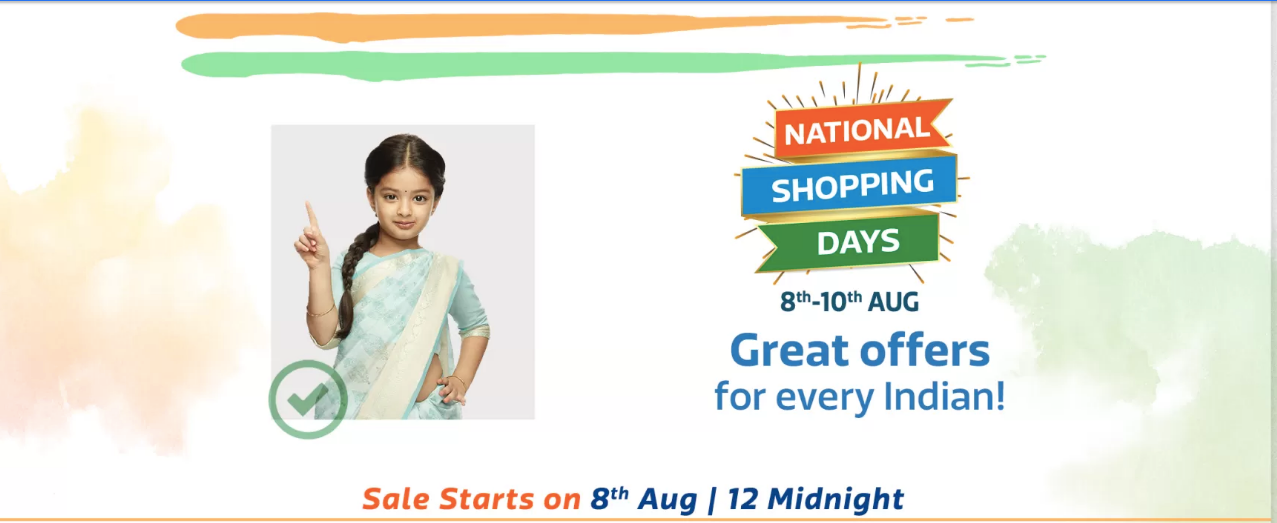 NATIONAL
SHOPPING
DAYS
8th-10th AUG
Great offers
for every Indian!
Sale Starts on 8th Aug | 12 Midnight